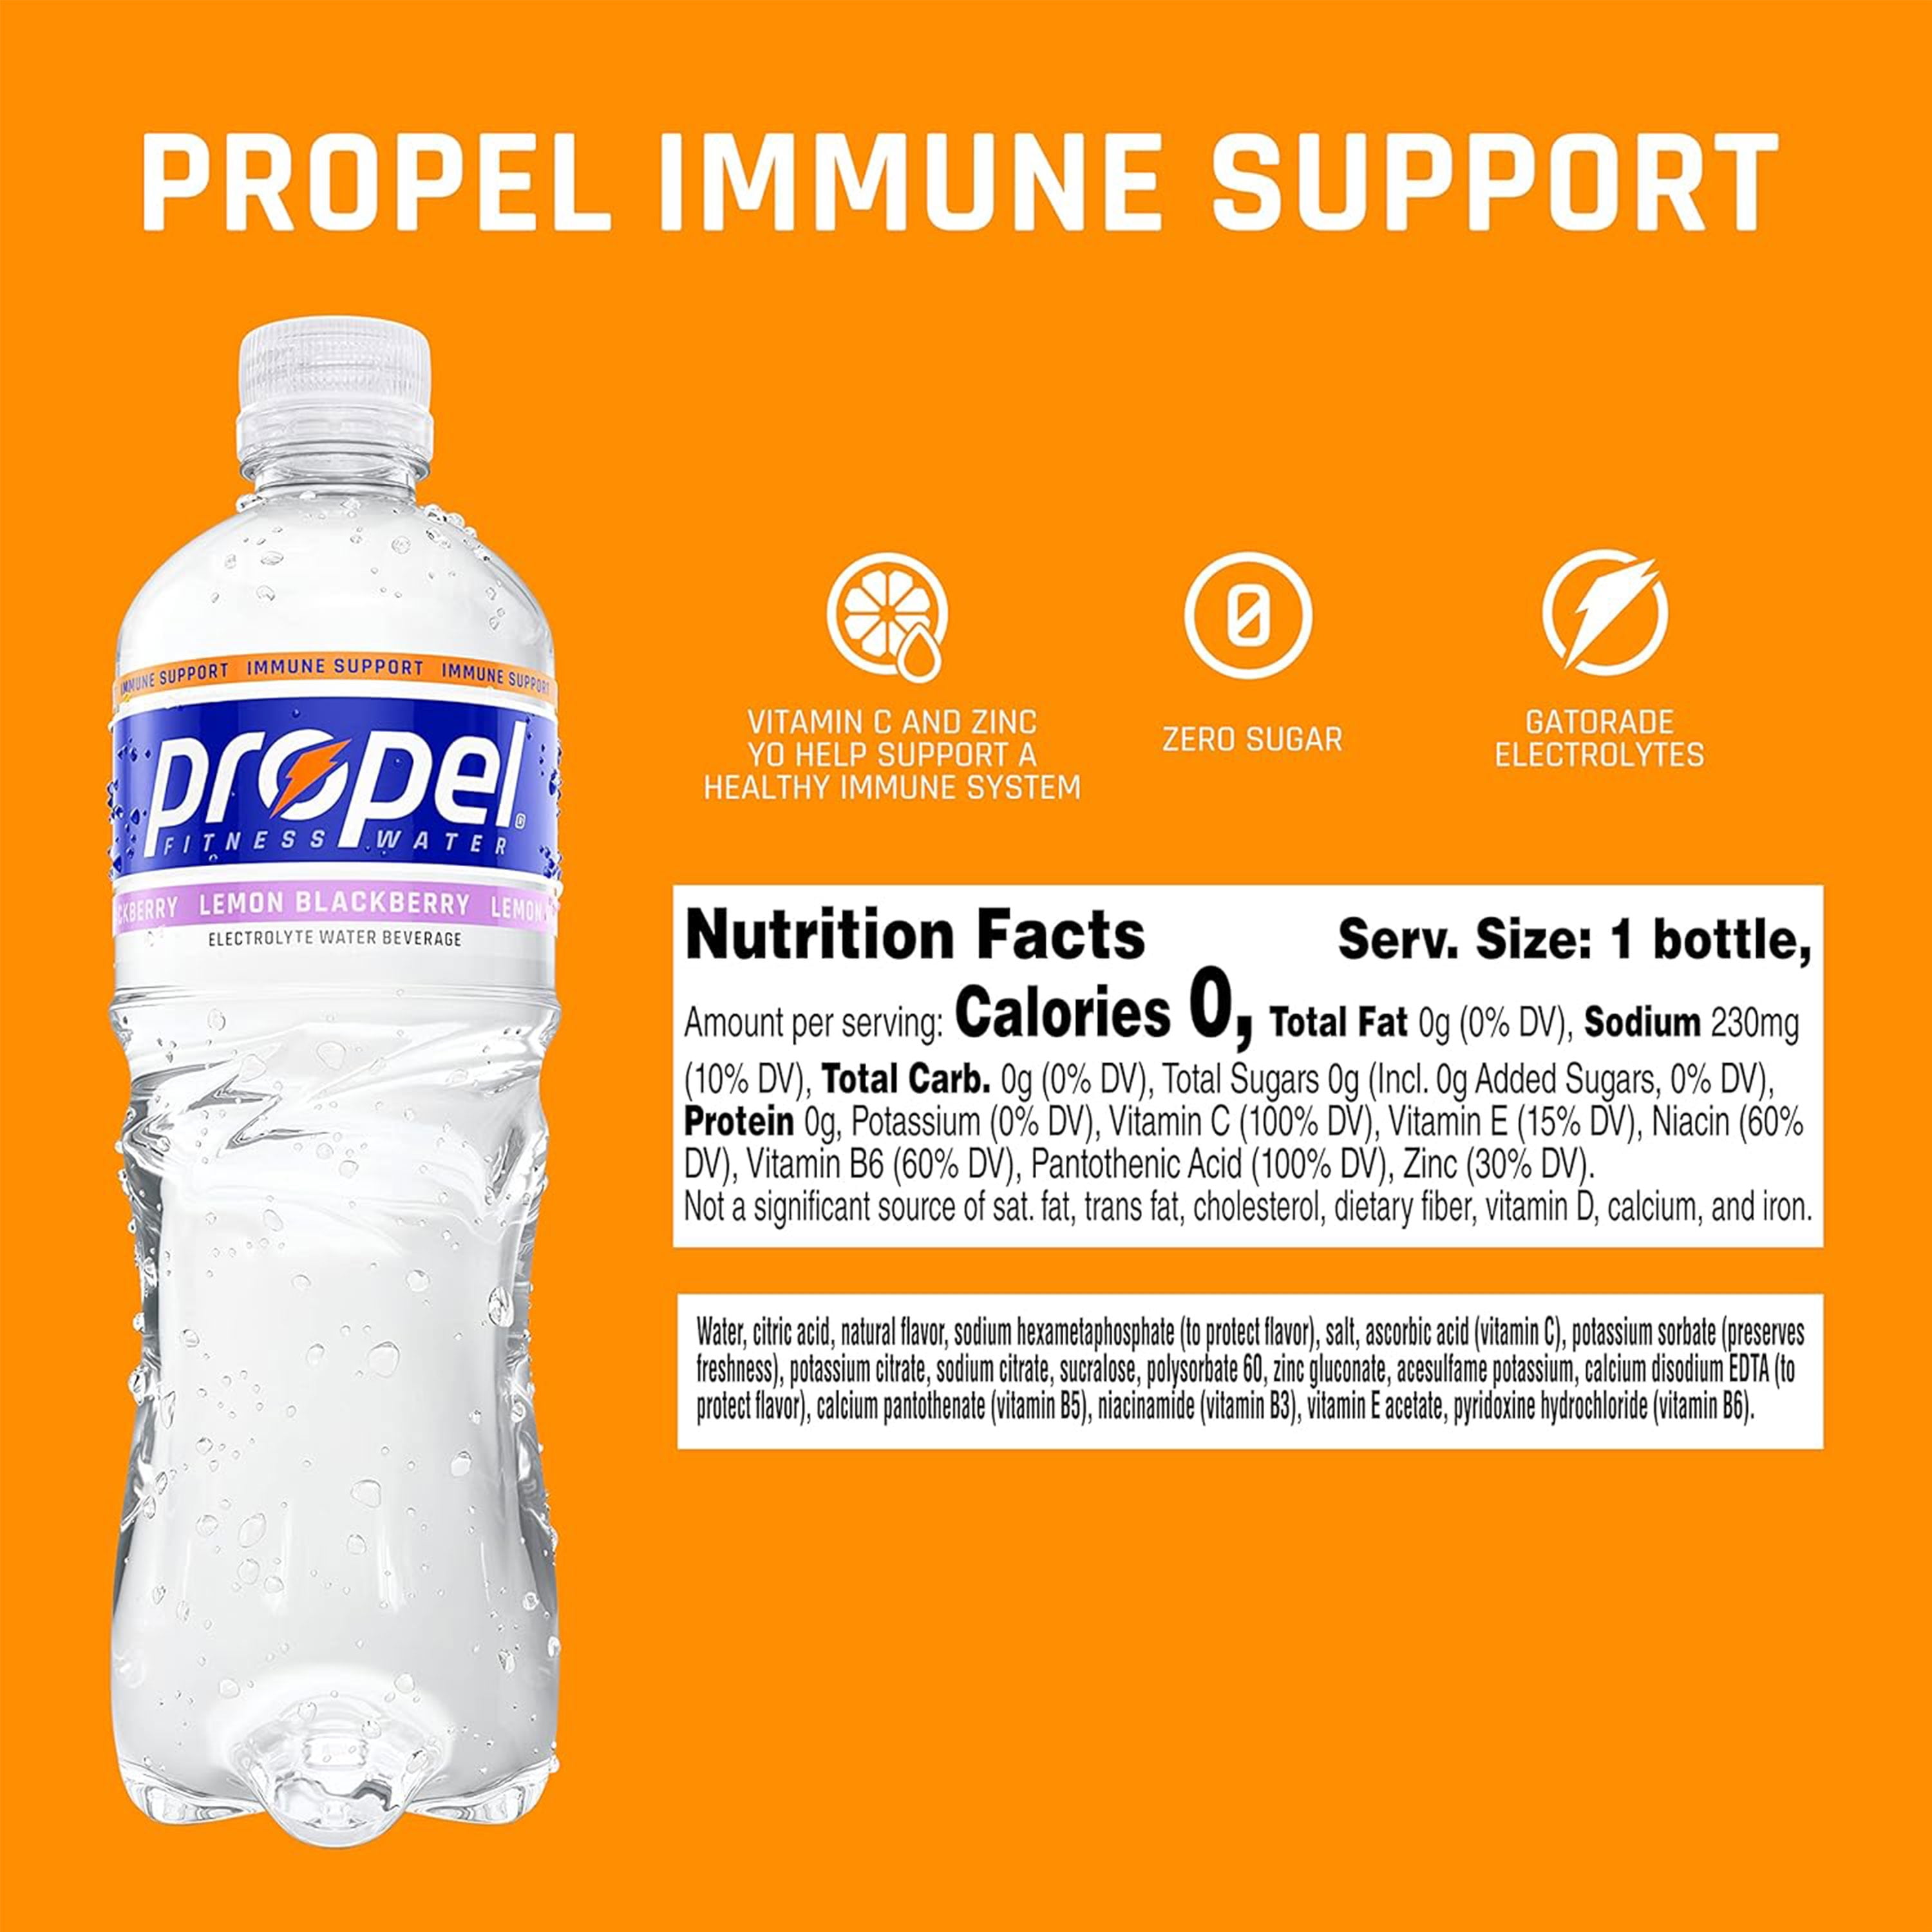 PROPEL IMMUNE SUPPORT
IMMUNE SUPPORT IMMUNE SUPPORT IMMUNE SUPPORT
propel
FITNESS WATER
CKBERRY LEMON BLACKBERRY LEMON
ELECTROLYTE WATER BEVERAGE
VITAMIN C AND ZINC
YO HELP SUPPORT A
HEALTHY IMMUNE SYSTEM
0
ZERO SUGAR
GATORADE
ELECTROLYTES
Nutrition Facts Serv. Size: 1 bottle,
Amount per serving: Calories 0, Total Fat 0g (0% DV), Sodium 230mg
(10% DV), Total Carb. 0g (0% DV), Total Sugars 0g (Incl. 0g Added Sugars, 0% DV),
Protein 0g, Potassium (0% DV), Vitamin C (100% DV), Vitamin E (15% DV), Niacin (60%
DV), Vitamin B6 (60% DV), Pantothenic Acid (100% DV), Zinc (30% DV).
Not a significant source of sat. fat, trans fat, cholesterol, dietary fiber, vitamin D, calcium, and iron.
Water, citric acid, natural flavor, sodium hexametaphosphate (to protect flavor), salt, ascorbic acid (vitamin C), potassium sorbate (preserves
freshness), potassium citrate, sodium citrate, sucralose, polysorbate 60, zinc gluconate, acesulfame potassium, calcium disodium EDTA (to
protect flavor), calcium pantothenate (vitamin B5), niacinamide (vitamin B3), vitamin E acetate, pyridoxine hydrochloride (vitamin B6).